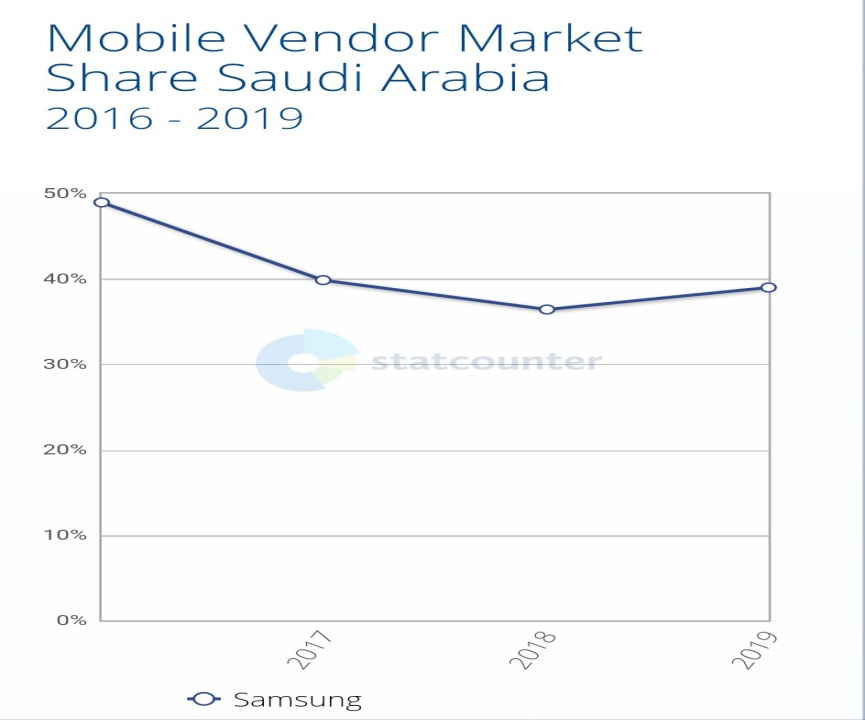 Mobile Vendor Market
Share Saudi Arabia
2016 - 2019
50%
40%
30%
20%
10%
0%
statcounter
2017
2018
2019
Samsung